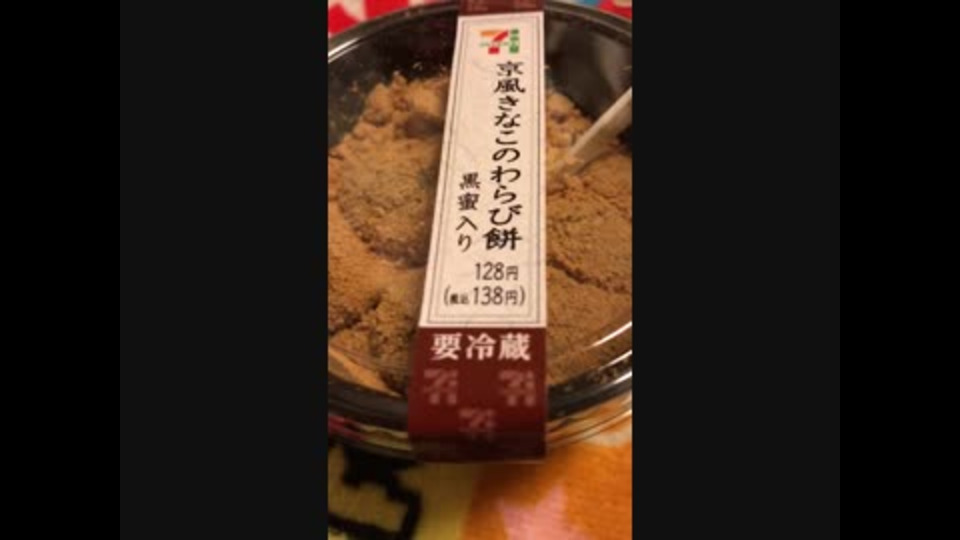 京風きなこのわらび餅
黒蜜入り
128円
(税込138円)
要冷蔵